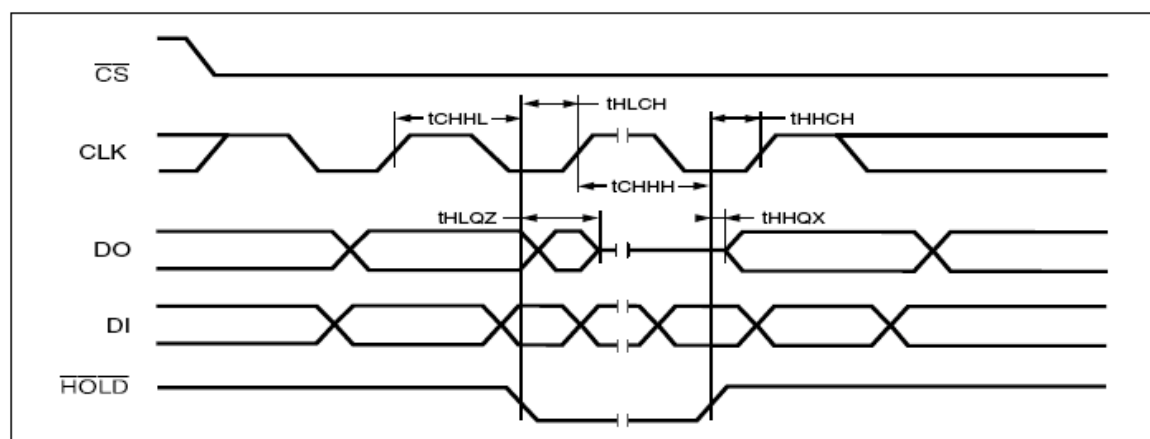 CS
tHLCH
tCHHL
tHHCH
CLK
tCHHH
tHLQZ
tHHQX
DO
DI
HOLD